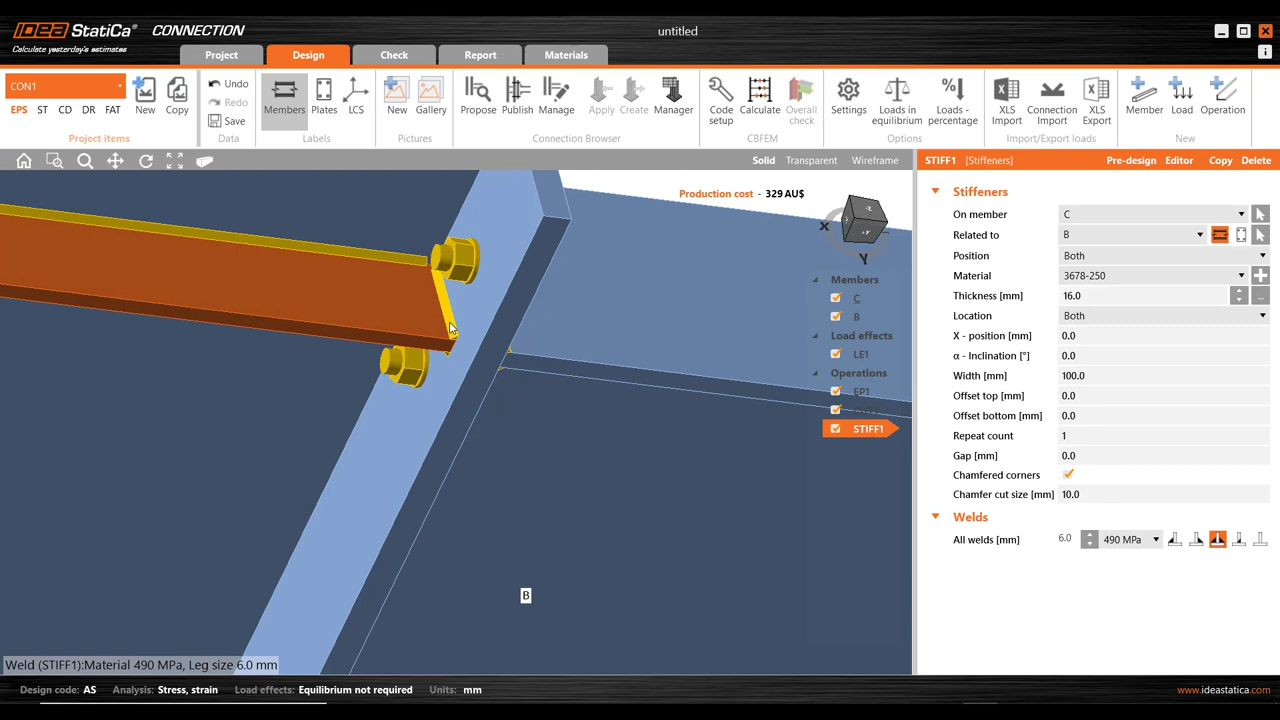 IDEA StatiCa® CONNECTION
Calculate yesterday's estimates
untitled
Project Design Check Report Materials
CON1
EPS ST CD DR FAT
New Copy
Undo
Redo
Save
Members Plates LCS
New Gallery
Propose Publish Manage Apply Create Manager
Code setup Calculate Overall check
Settings Loads in equilibrium Loads - percentage
XLS Import Connection Import XLS Export
Member Load Operation
Project items Data Labels Pictures Connection Browser CBFEM Options Import/Export loads New
Solid Transparent Wireframe
STIFF1 [Stiffeners] Pre-design Editor Copy Delete
Production cost - 329 AU$
X
Y
Members
C
B
Load effects
LE1
Operations
EP1
STIFF1
B
Stiffeners
On member C
Related to B
Position Both
Material 3678-250
Thickness [mm] 16.0
Location Both
X - position [mm] 0.0
α - Inclination [°] 0.0
Width [mm] 100.0
Offset top [mm] 0.0
Offset bottom [mm] 0.0
Repeat count 1
Gap [mm] 0.0
Chamfered corners
Chamfer cut size [mm] 10.0
Welds
All welds [mm] 6.0 490 MPa
Weld (STIFF1):Material 490 MPa, Leg size 6.0 mm
Design code: AS Analysis: Stress, strain Load effects: Equilibrium not required Units: mm
www.ideastatica.com